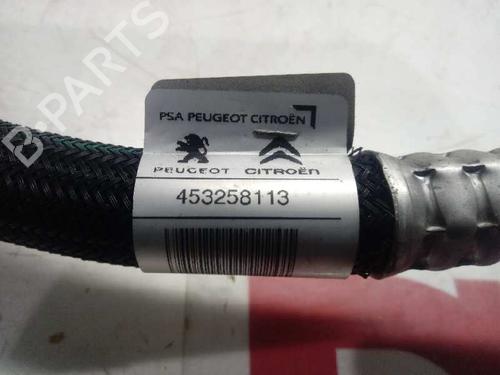 B-PARTS
PSA PEUGEOT CITROËN
PEUGEOT CITROËN
453258113